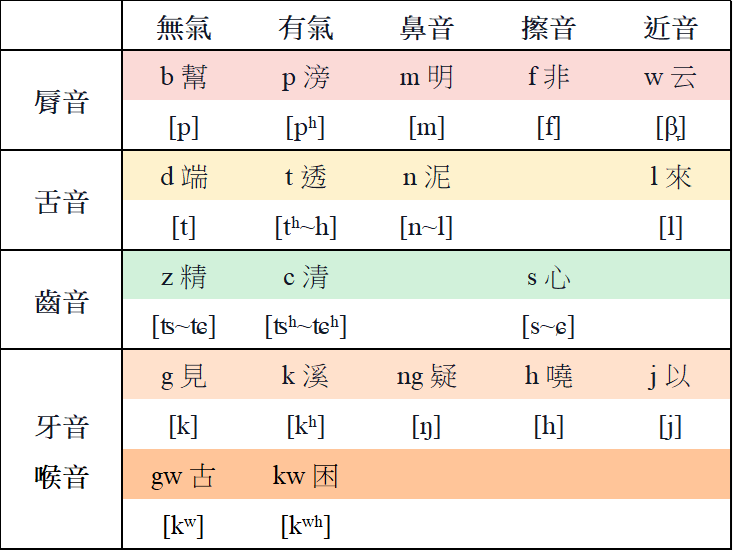 無氣 有氣 鼻音 擦音 近音
脣音 b 幫 p 滂 m 明 f 非 w 云
[p] [pʰ] [m] [f] [β̞]
舌音 d 端 t 透 n 泥 l 來
[t] [tʰ~h] [n~l] [l]
齒音 z 精 c 清 s 心
[ʦ~ʨ] [ʦʰ~ʨʰ] [s~ɕ]
牙音 喉音 g 見 k 溪 ng 疑 h 曉 j 以
[k] [kʰ] [ŋ] [h] [j]
gw 古 kw 困
[kʷ] [kʷʰ]